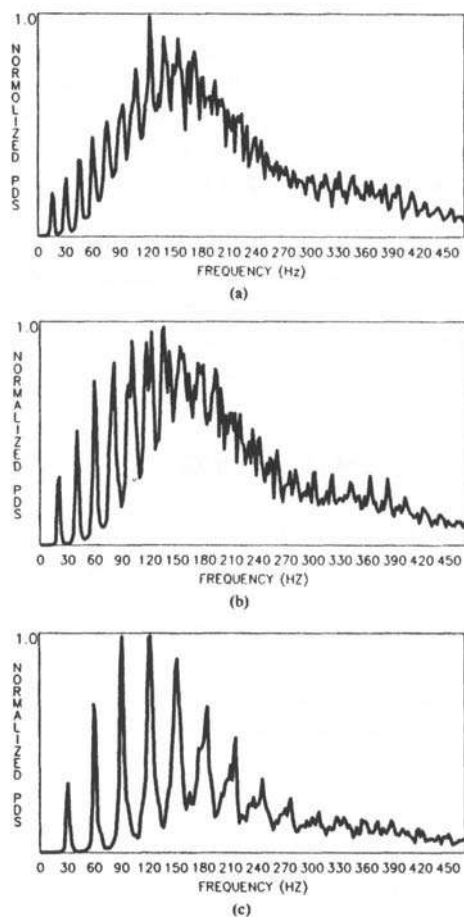 1.0
NORMOLIZED PDS
0 30 60 90 120 150 180 210 240 270 300 330 360 390 420 450
FREQUENCY (Hz)
(a)
1.0
NORMALIZED PDS
0 30 60 90 120 150 180 210 240 270 300 330 360 390 420 450
FREQUENCY (HZ)
(b)
1.0
NORMALIZED PDS
0 30 60 90 120 150 180 210 240 270 300 330 360 390 420 450
FREQUENCY (HZ)
(c)